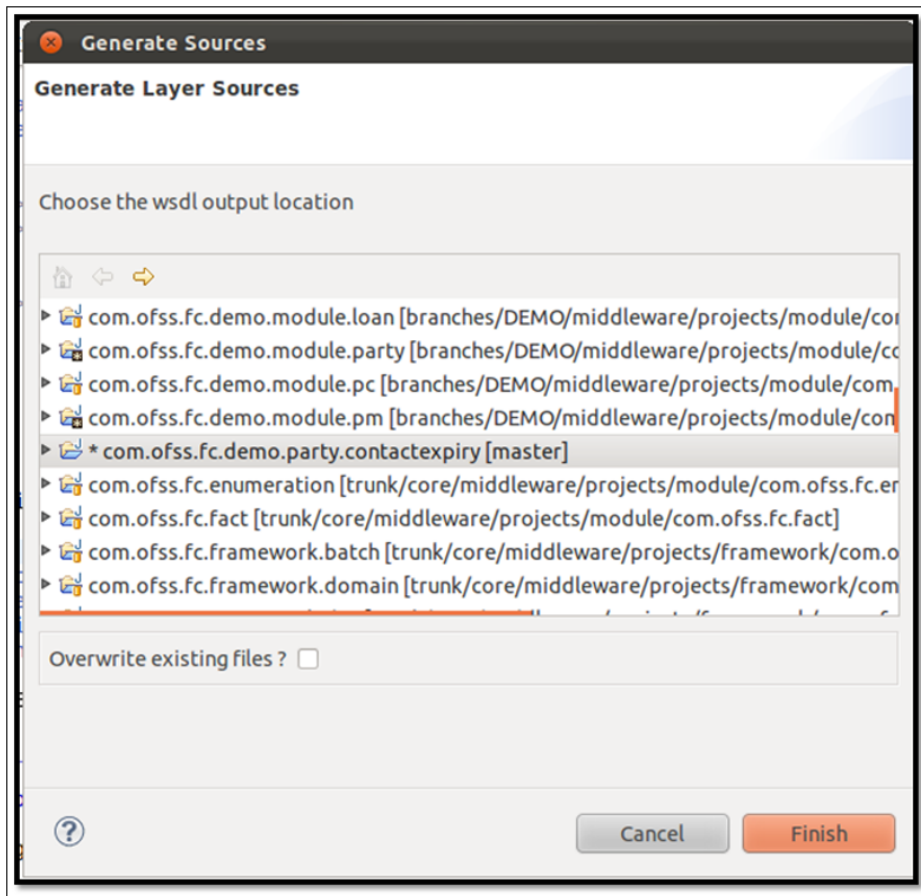 Generate Sources
Generate Layer Sources
Choose the wsdl output location
com.ofss.fc.demo.module.loan [branches/DEMO/middleware/projects/module/co
com.ofss.fc.demo.module.party [branches/DEMO/middleware/projects/module/c
com.ofss.fc.demo.module.pc [branches/DEMO/middleware/projects/module/com
com.ofss.fc.demo.module.pm [branches/DEMO/middleware/projects/module/con
* com.ofss.fc.demo.party.contactexpiry [master]
com.ofss.fc.enumeration [trunk/core/middleware/projects/module/com.ofss.fc.er
com.ofss.fc.fact [trunk/core/middleware/projects/module/com.ofss.fc.fact]
com.ofss.fc.framework.batch [trunk/core/middleware/projects/framework/com.o
com.ofss.fc.framework.domain [trunk/core/middleware/projects/framework/com
Overwrite existing files ?
Cancel
Finish